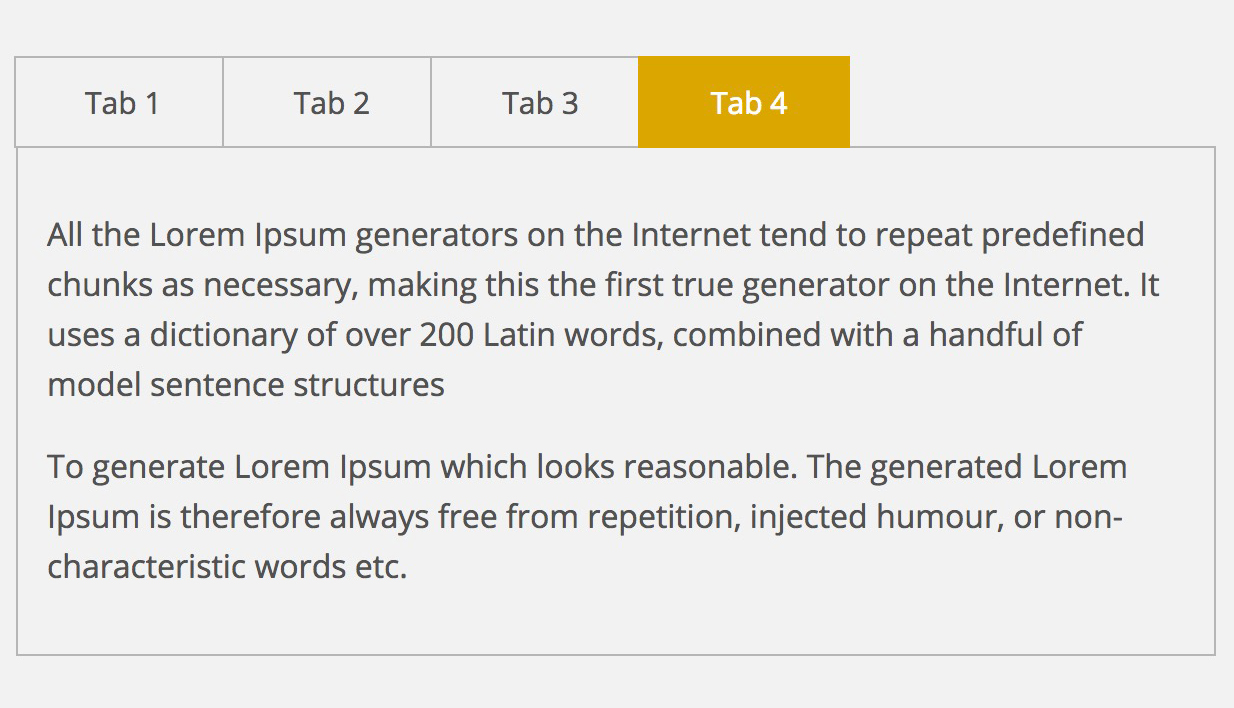 Tab 1 Tab 2 Tab 3 Tab 4
All the Lorem Ipsum generators on the Internet tend to repeat predefined
chunks as necessary, making this the first true generator on the Internet. It
uses a dictionary of over 200 Latin words, combined with a handful of
model sentence structures
To generate Lorem Ipsum which looks reasonable. The generated Lorem
Ipsum is therefore always free from repetition, injected humour, or non-
characteristic words etc.